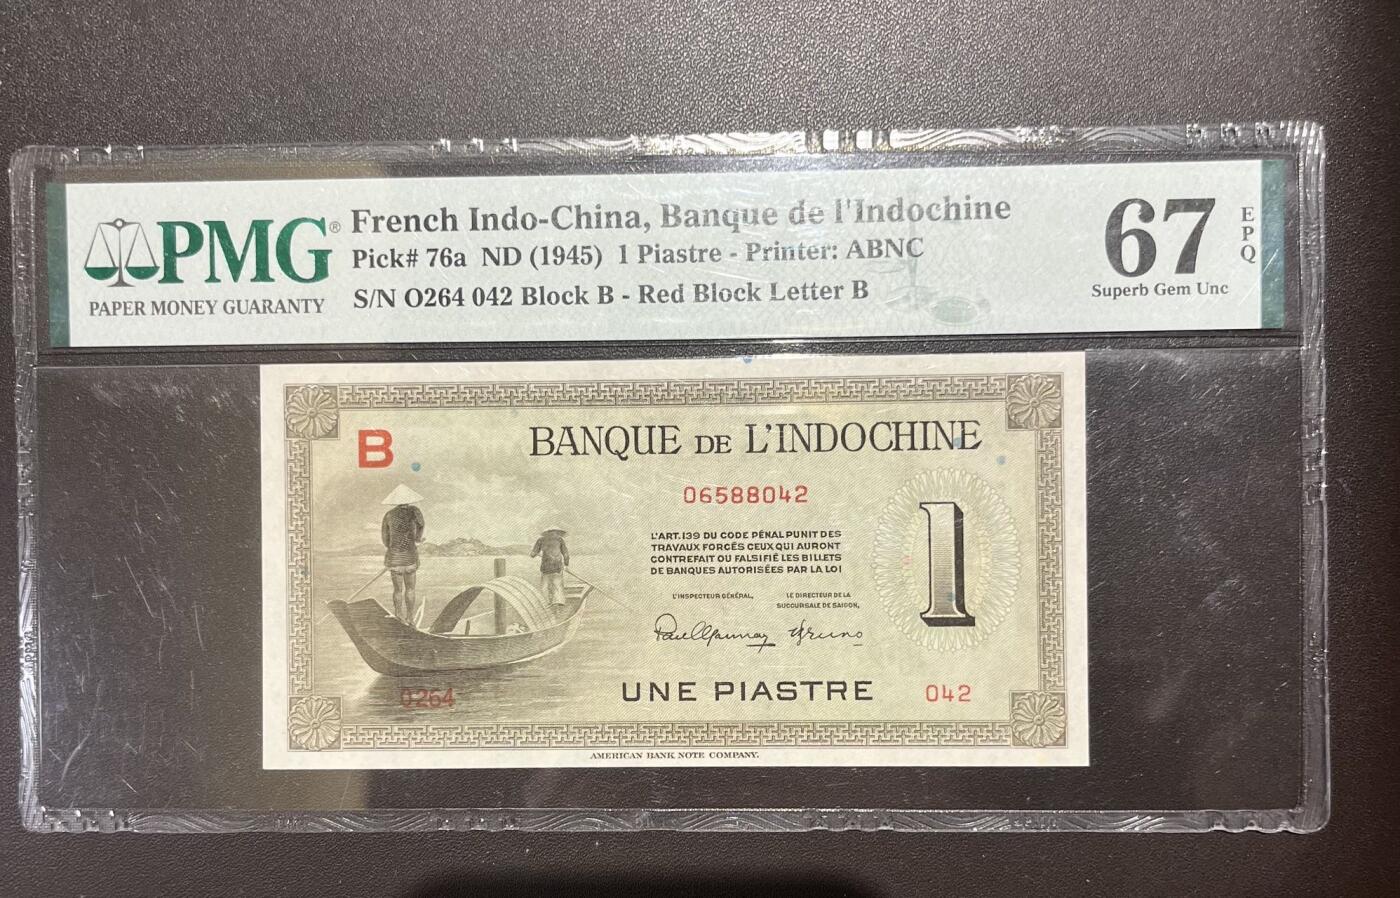 PMG®
PAPER MONEY GUARANTY
French Indo-China, Banque de l'Indochine
Pick# 76a ND (1945) 1 Piastre - Printer: ABNC
S/N O264 042 Block B - Red Block Letter B
67
EPQ
Superb Gem Unc
B
BANQUE DE L'INDOCHINE
06588042
1
L'ART. 139 DU CODE PÉNAL PUNIT DES
TRAVAUX FORCÉS CEUX QUI AURONT
CONTREFAIT OU FALSIFIÉ LES BILLETS
DE BANQUES AUTORISÉES PAR LA LOI
L'INSPECTEUR GÉNÉRAL,
LE DIRECTEUR DE LA
SUCCURSALE DE SAIGON,
O264
UNE PIASTRE
042
AMERICAN BANK NOTE COMPANY.